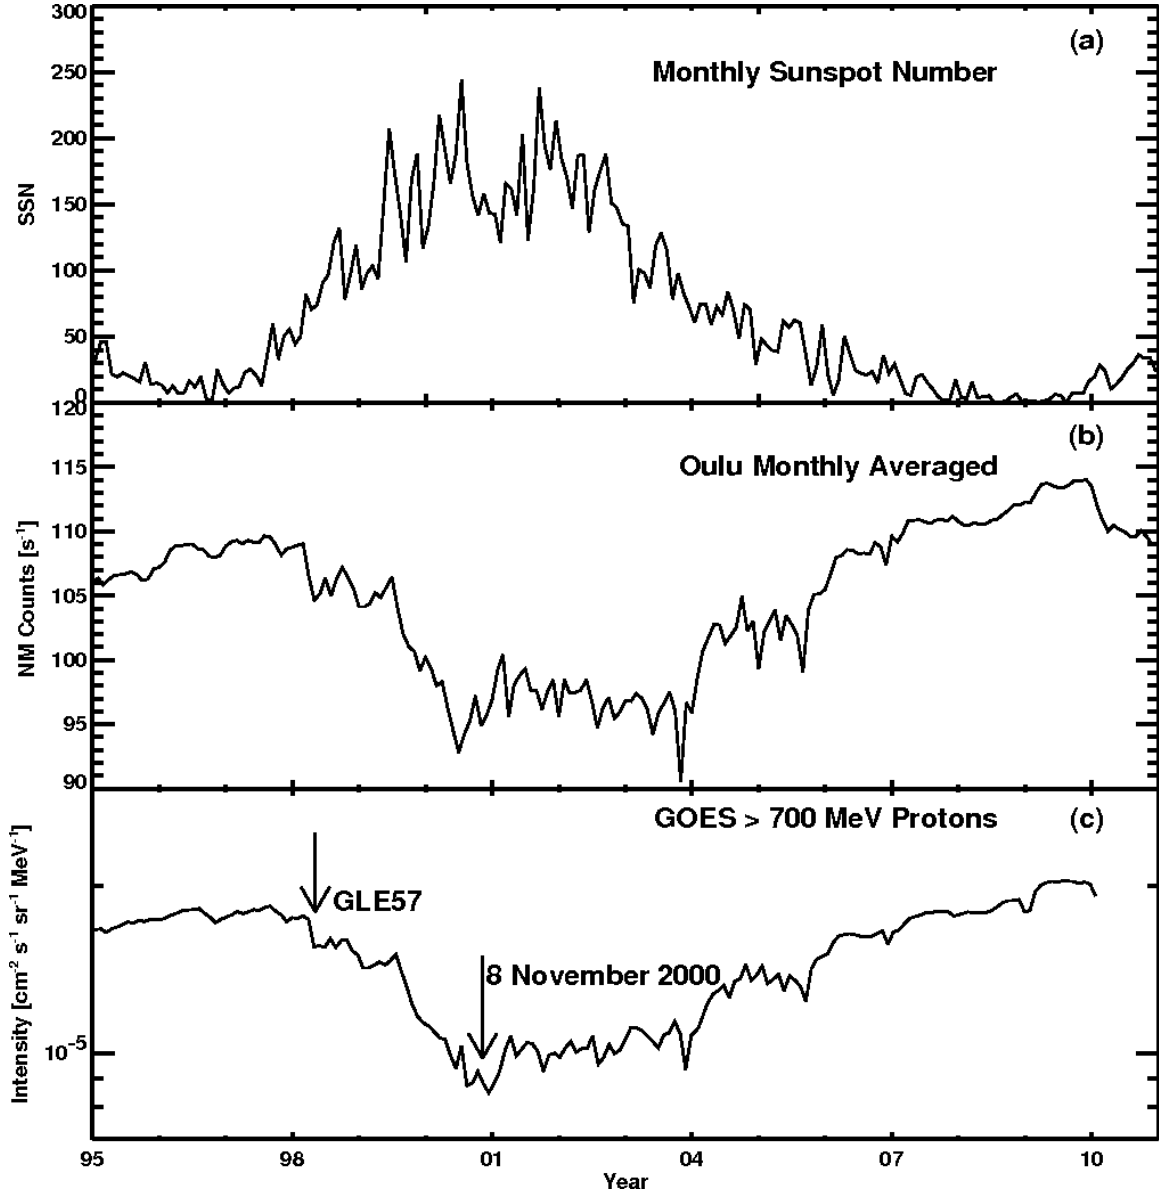 300
(a)
Monthly Sunspot Number
250
200
SSN
150
100
50
0
120
(b)
Oulu Monthly Averaged
115
110
NM Counts [s⁻¹]
105
100
95
90
GOES > 700 MeV Protons
(c)
Intensity [cm⁻² s⁻¹ sr⁻¹ MeV⁻¹]
GLE57
8 November 2000
10⁻⁵
95 98 01 04 07 10
Year